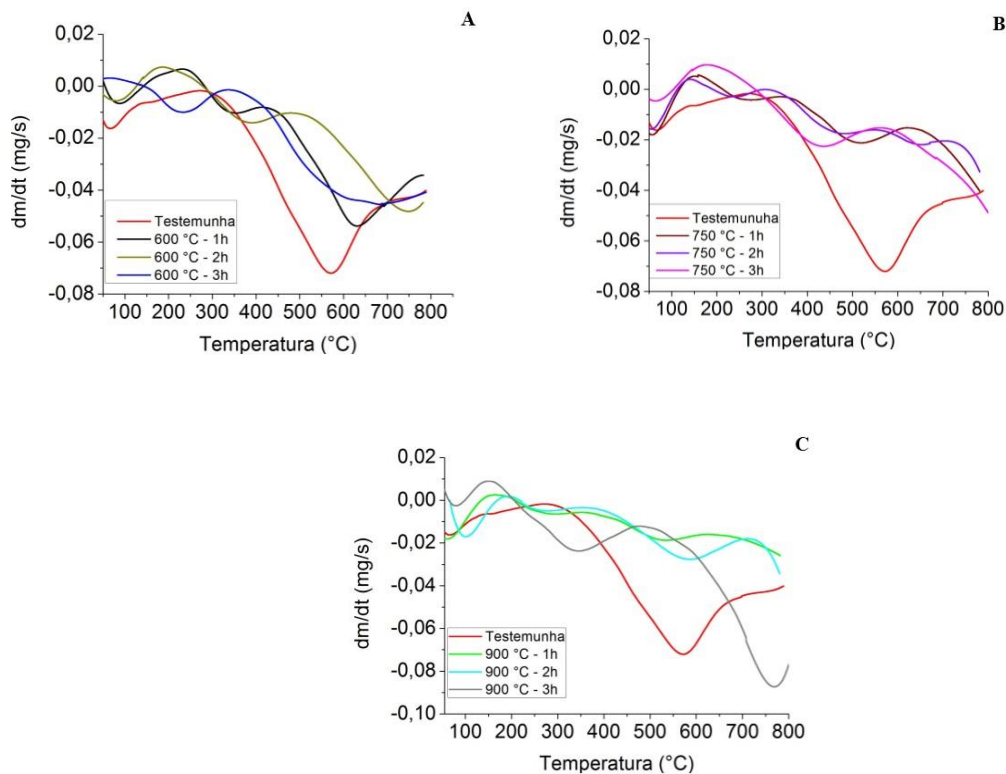 A
0,02
0,00
-0,02
-0,04
-0,06
-0,08
dm/dt (mg/s)
Testemunha
600 °C - 1h
600 °C - 2h
600 °C - 3h
100 200 300 400 500 600 700 800
Temperatura (°C)
B
0,02
0,00
-0,02
-0,04
-0,06
-0,08
dm/dt (mg/s)
Testemunuha
750 °C - 1h
750 °C - 2h
750 °C - 3h
100 200 300 400 500 600 700 800
Temperatura (°C)
C
0,02
0,00
-0,02
-0,04
-0,06
-0,08
-0,10
dm/dt (mg/s)
Testemunha
900 °C - 1h
900 °C - 2h
900 °C - 3h
100 200 300 400 500 600 700 800
Temperatura (°C)